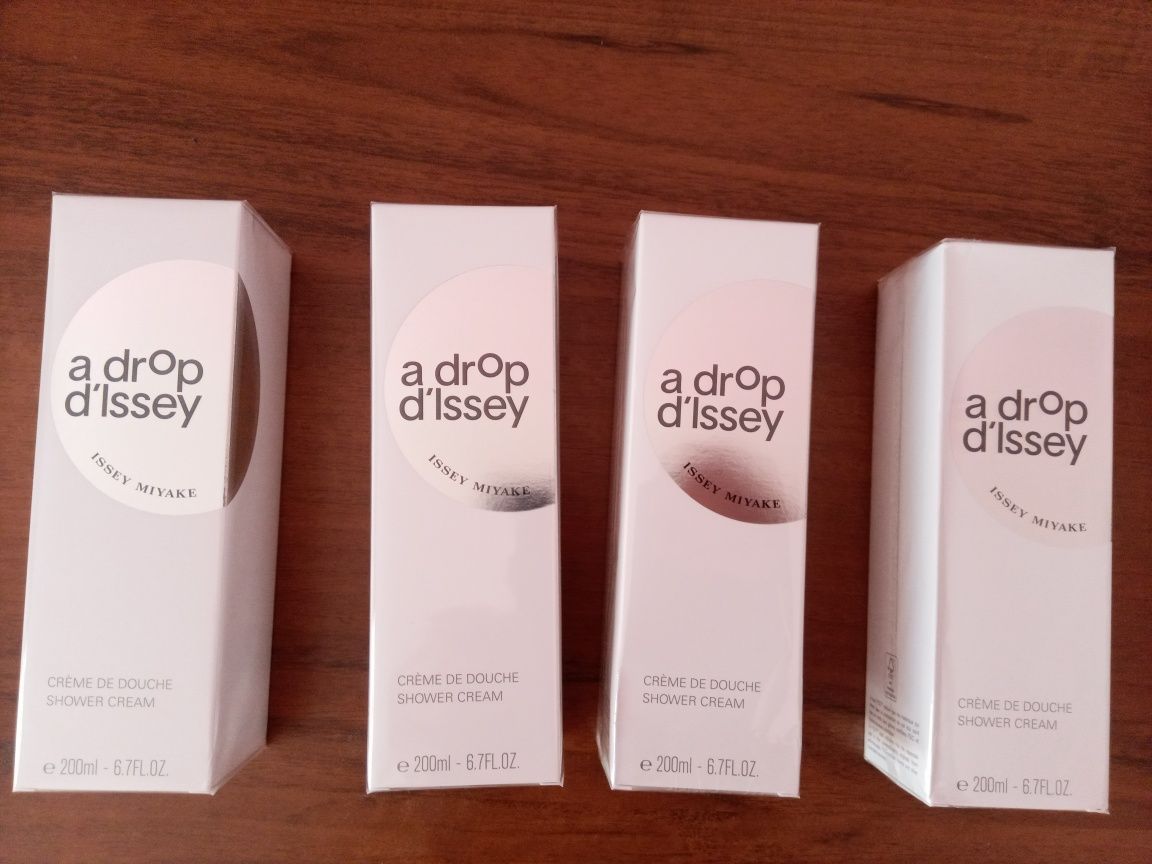 a drop
d'Issey
ISSEY MIYAKE
CRÈME DE DOUCHE
SHOWER CREAM
e 200ml - 6.7FL.OZ.
a drop
d'Issey
ISSEY MIYAKE
CRÈME DE DOUCHE
SHOWER CREAM
e 200ml - 6.7FL.OZ.
a drop
d'Issey
ISSEY MIYAKE
CRÈME DE DOUCHE
SHOWER CREAM
e 200ml - 6.7FL.OZ.
a drop
d'Issey
ISSEY MIYAKE
CRÈME DE DOUCHE
SHOWER CREAM
e 200ml - 6.7FL.OZ.